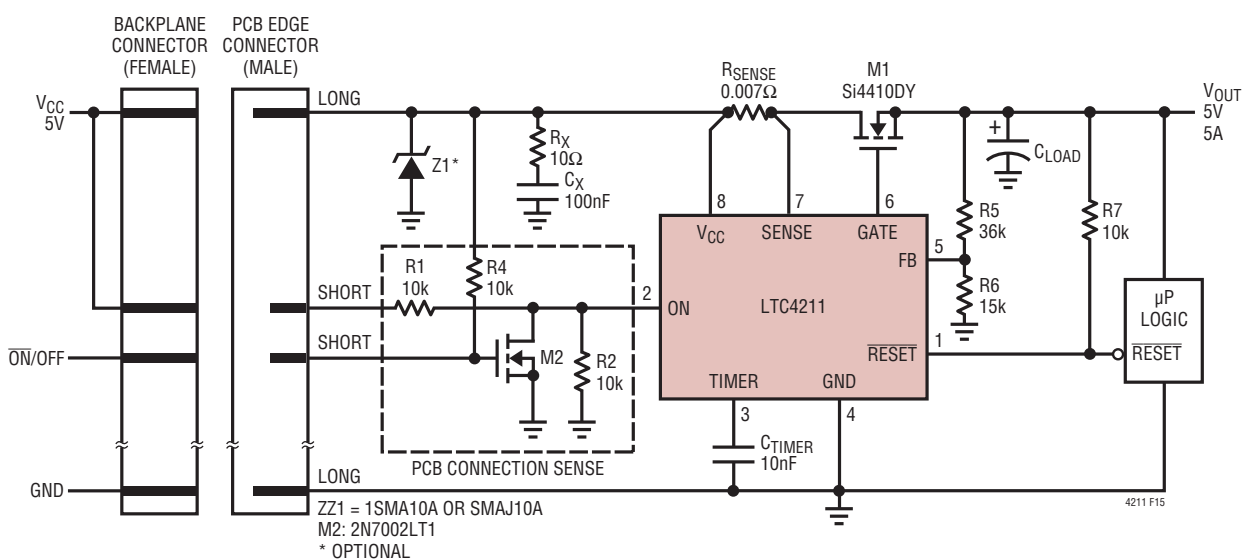 BACKPLANE
CONNECTOR
(FEMALE)
PCB EDGE
CONNECTOR
(MALE)
VCC
5V
LONG
Z1*
RX
10Ω
CX
100nF
RSENSE
0.007Ω
M1
Si4410DY
VOUT
5V
5A
CLOAD
8
7
6
VCC
SENSE
GATE
R5
36k
R7
10k
5
FB
R1
10k
R4
10k
SHORT
2
ON
LTC4211
R6
15k
µP
LOGIC
ON/OFF
SHORT
M2
R2
10k
1
RESET
RESET
TIMER
GND
3
4
CTIMER
10nF
PCB CONNECTION SENSE
GND
LONG
ZZ1 = 1SMA10A OR SMAJ10A
M2: 2N7002LT1
* OPTIONAL
4211 F15